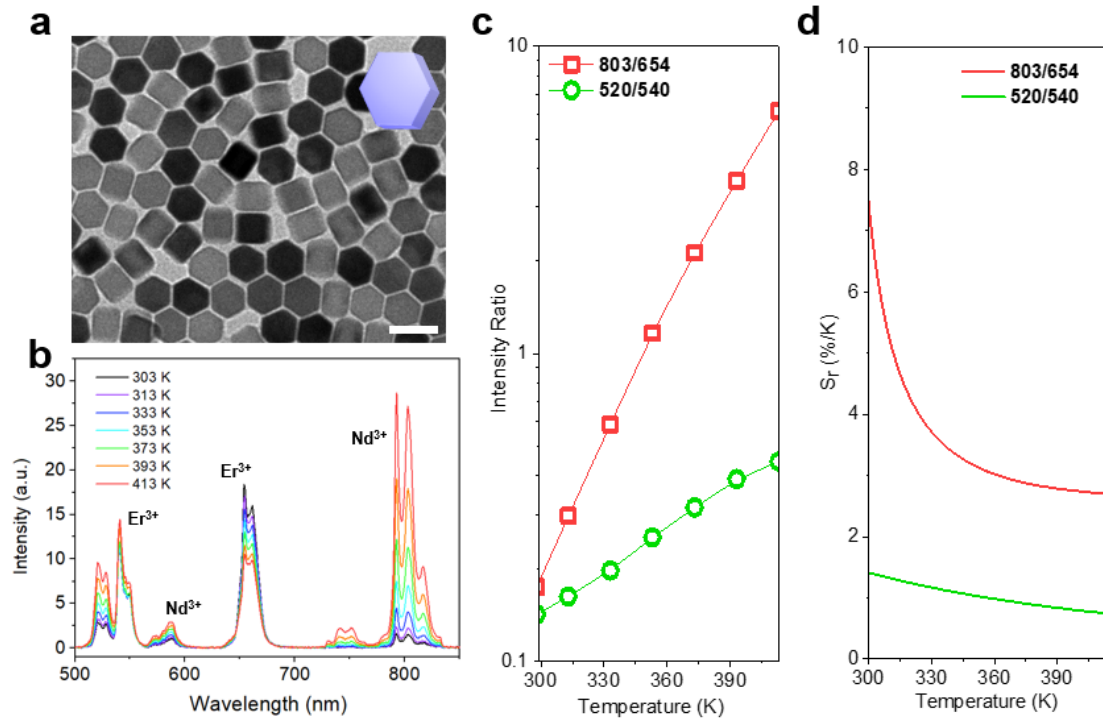 a
b
30
25
20
15
10
5
0
Intensity (a.u.)
303 K
313 K
333 K
353 K
373 K
393 K
413 K
Er³⁺
Nd³⁺
Er³⁺
Nd³⁺
500
600
700
800
Wavelength (nm)
c
10
1
0.1
Intensity Ratio
803/654
520/540
300 330 360 390
Temperature (K)
d
10
8
6
4
2
0
Sᵣ (%/K)
803/654
520/540
300 330 360 390
Temperature (K)